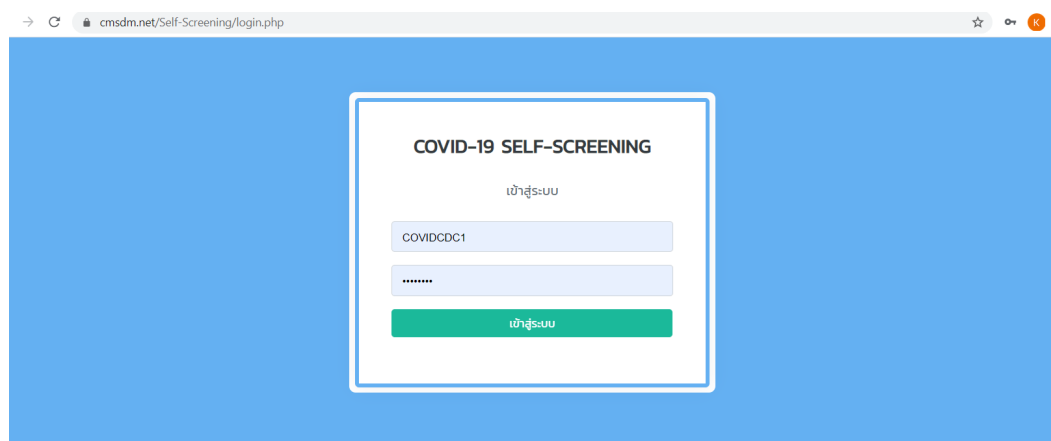 cmsdm.net/Self-Screening/login.php
K
COVID-19 SELF-SCREENING
เข้าสู่ระบบ
COVIDCDC1
••••••••
เข้าสู่ระบบ